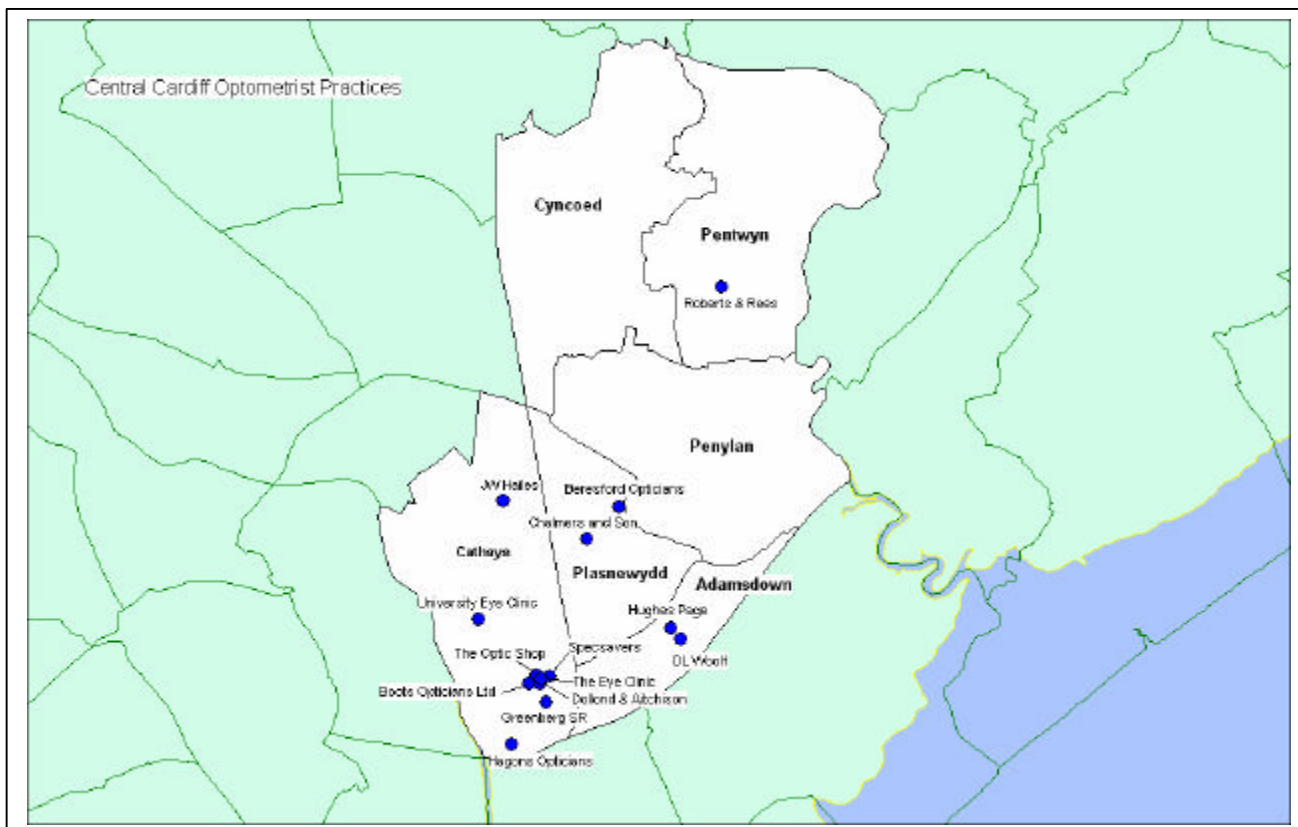 Central Cardiff Optometrist Practices
Cyncoed
Pentwyn
Roberts & Rees
Penylan
JW Hailes
Beresford Opticians
Chalmers and Son
Cathays
Plasnewydd
Adamsdown
University Eye Clinic
Hughes Page
The Optic Shop
Specsavers
DL Woolf
The Eye Clinic
Boots Opticians Ltd
Dollond & Aitchison
Greenberg SR
Hagons Opticians